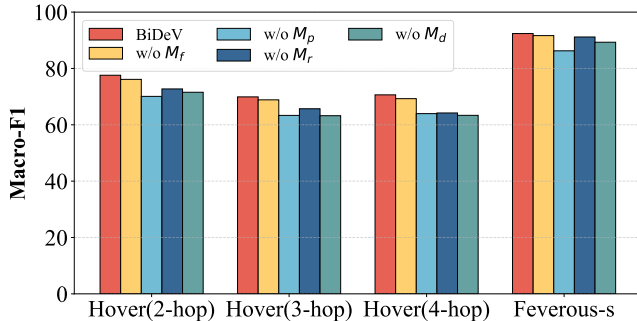 100
80
60
40
20
0
Macro-F1
BiDeV
w/o M_f
w/o M_p
w/o M_r
w/o M_d
Hover(2-hop)
Hover(3-hop)
Hover(4-hop)
Feverous-s